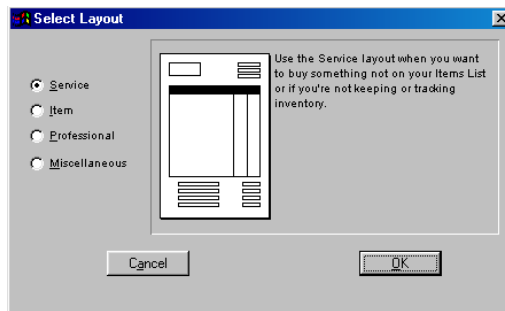 Select Layout
Service
Item
Professional
Miscellaneous
Use the Service layout when you want
to buy something not on your Items List
or if you're not keeping or tracking
inventory.
Cancel
OK